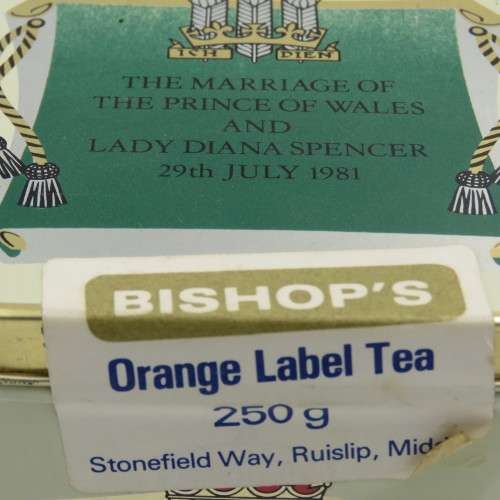 ICH DIEN
THE MARRIAGE OF
THE PRINCE OF WALES
AND
LADY DIANA SPENCER
29th JULY 1981
BISHOP'S
Orange Label Tea
250 g
Stonefield Way, Ruislip,